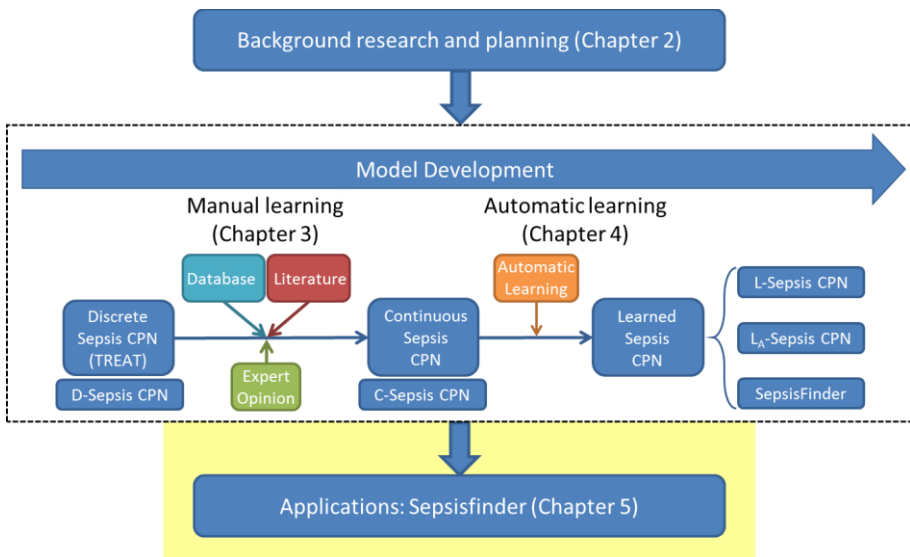 Background research and planning (Chapter 2)
Model Development
Manual learning
(Chapter 3)
Automatic learning
(Chapter 4)
Database
Literature
Automatic
Learning
Discrete
Sepsis CPN
(TREAT)
Continuous
Sepsis
CPN
Learned
Sepsis
CPN
L-Sepsis CPN
L_A-Sepsis CPN
SepsisFinder
Expert
Opinion
D-Sepsis CPN
C-Sepsis CPN
Applications: Sepsisfinder (Chapter 5)